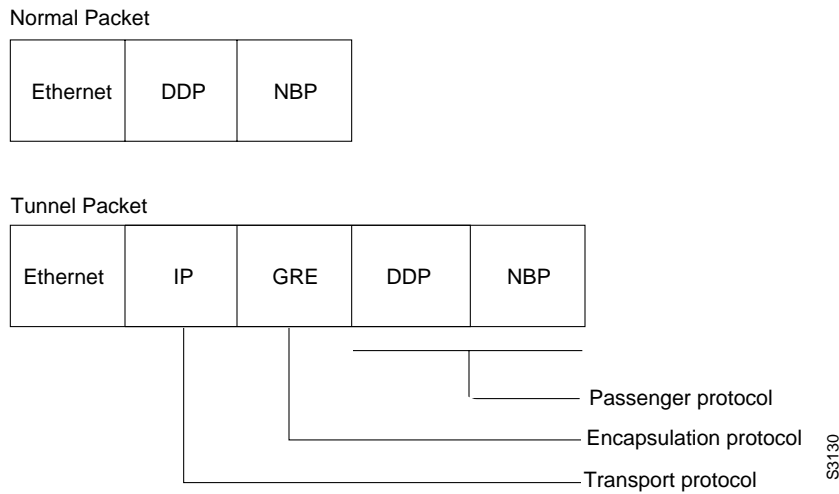 Normal Packet
Ethernet DDP NBP
Tunnel Packet
Ethernet IP GRE DDP NBP
Passenger protocol
Encapsulation protocol
Transport protocol
S3130